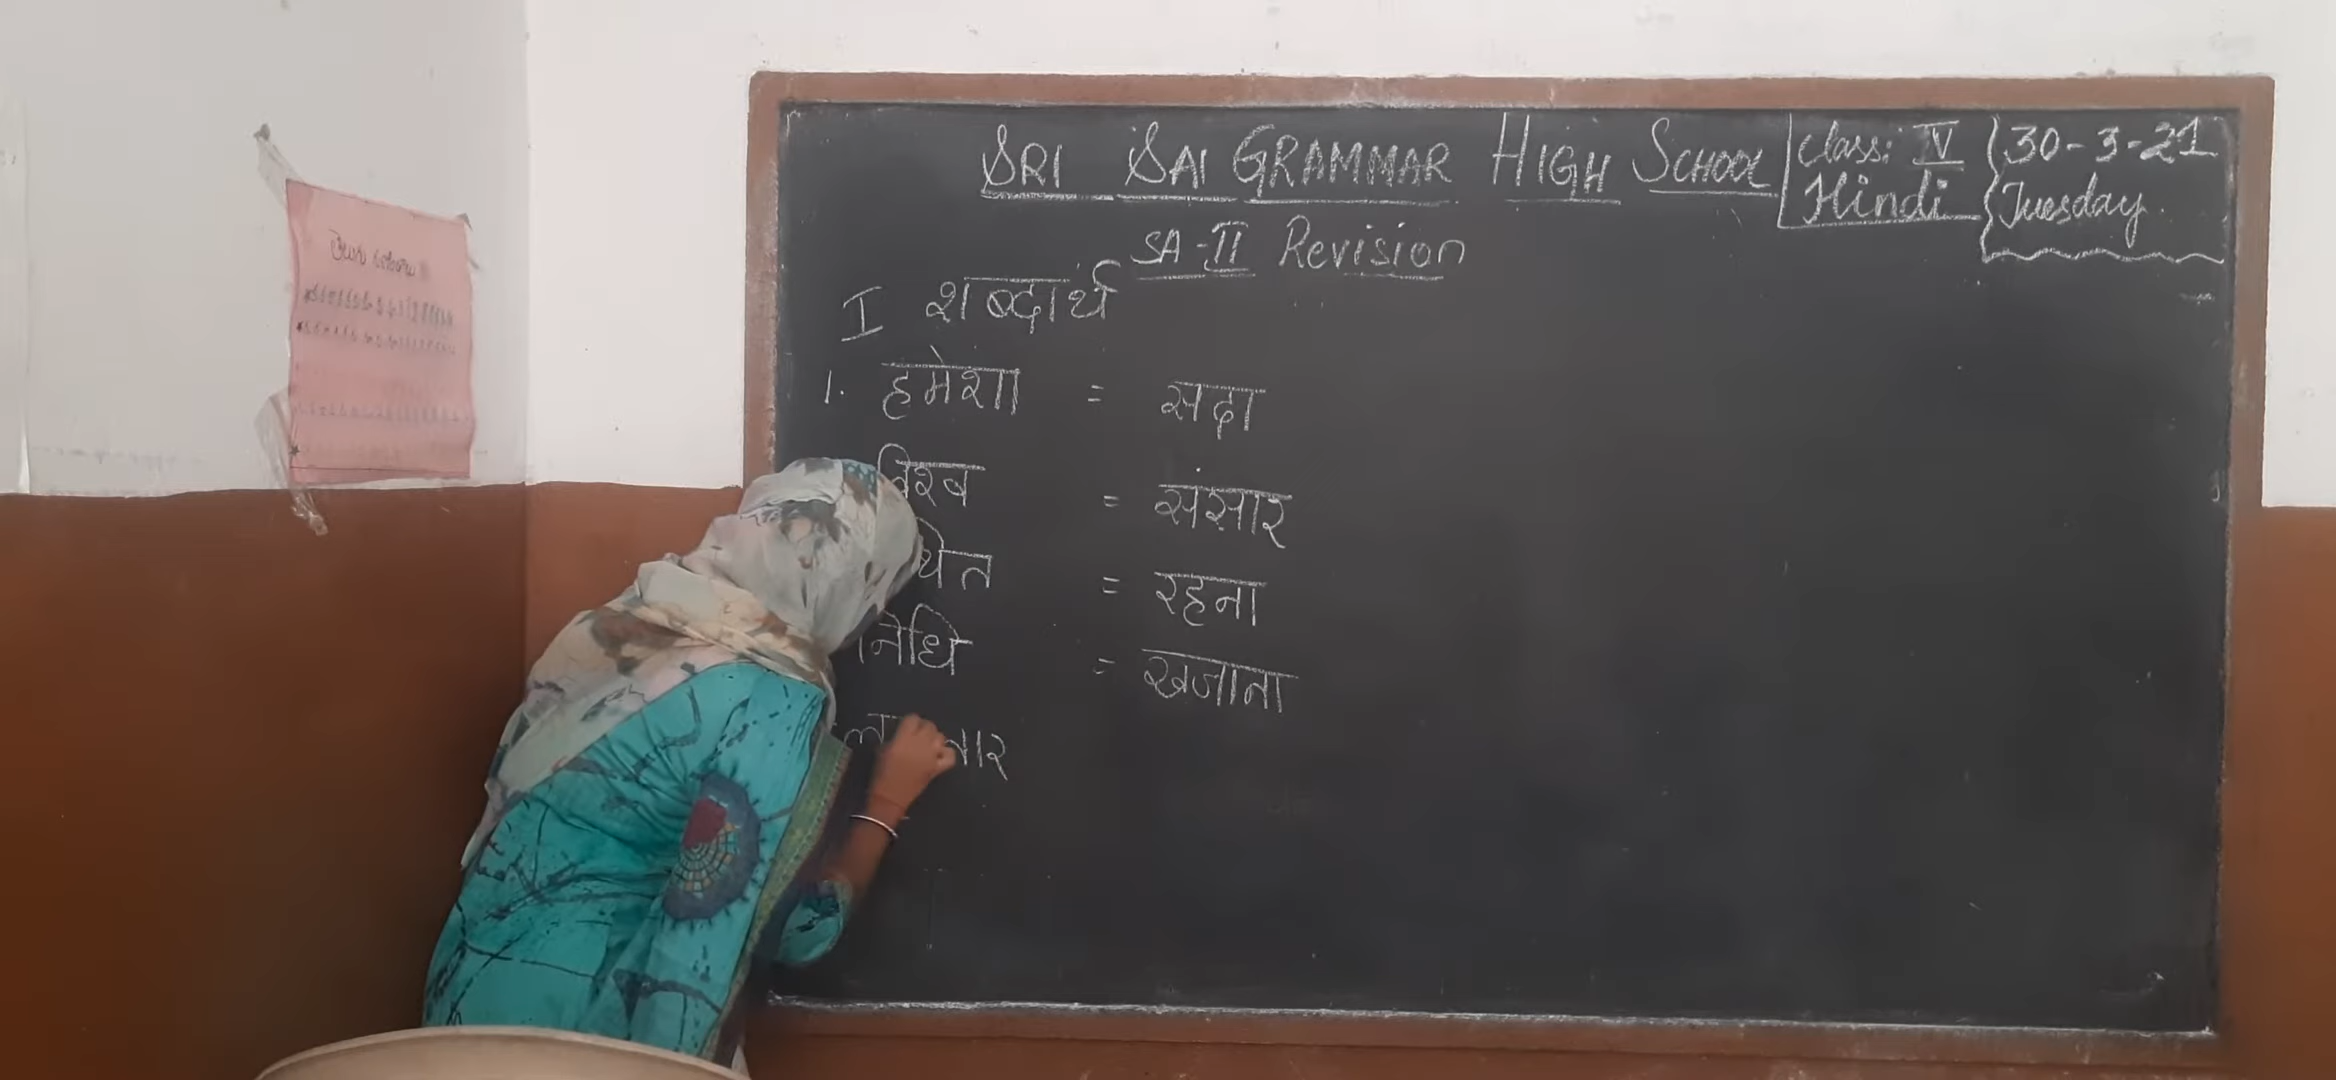 SRI SAI GRAMMAR HIGH SCHOOL
Class: IV
Hindi
30-3-21
Tuesday
SA-II Revision
I शब्दार्थ
1. हमेशा = सदा
विश्व = संसार
= रहना
निधि = खजाना